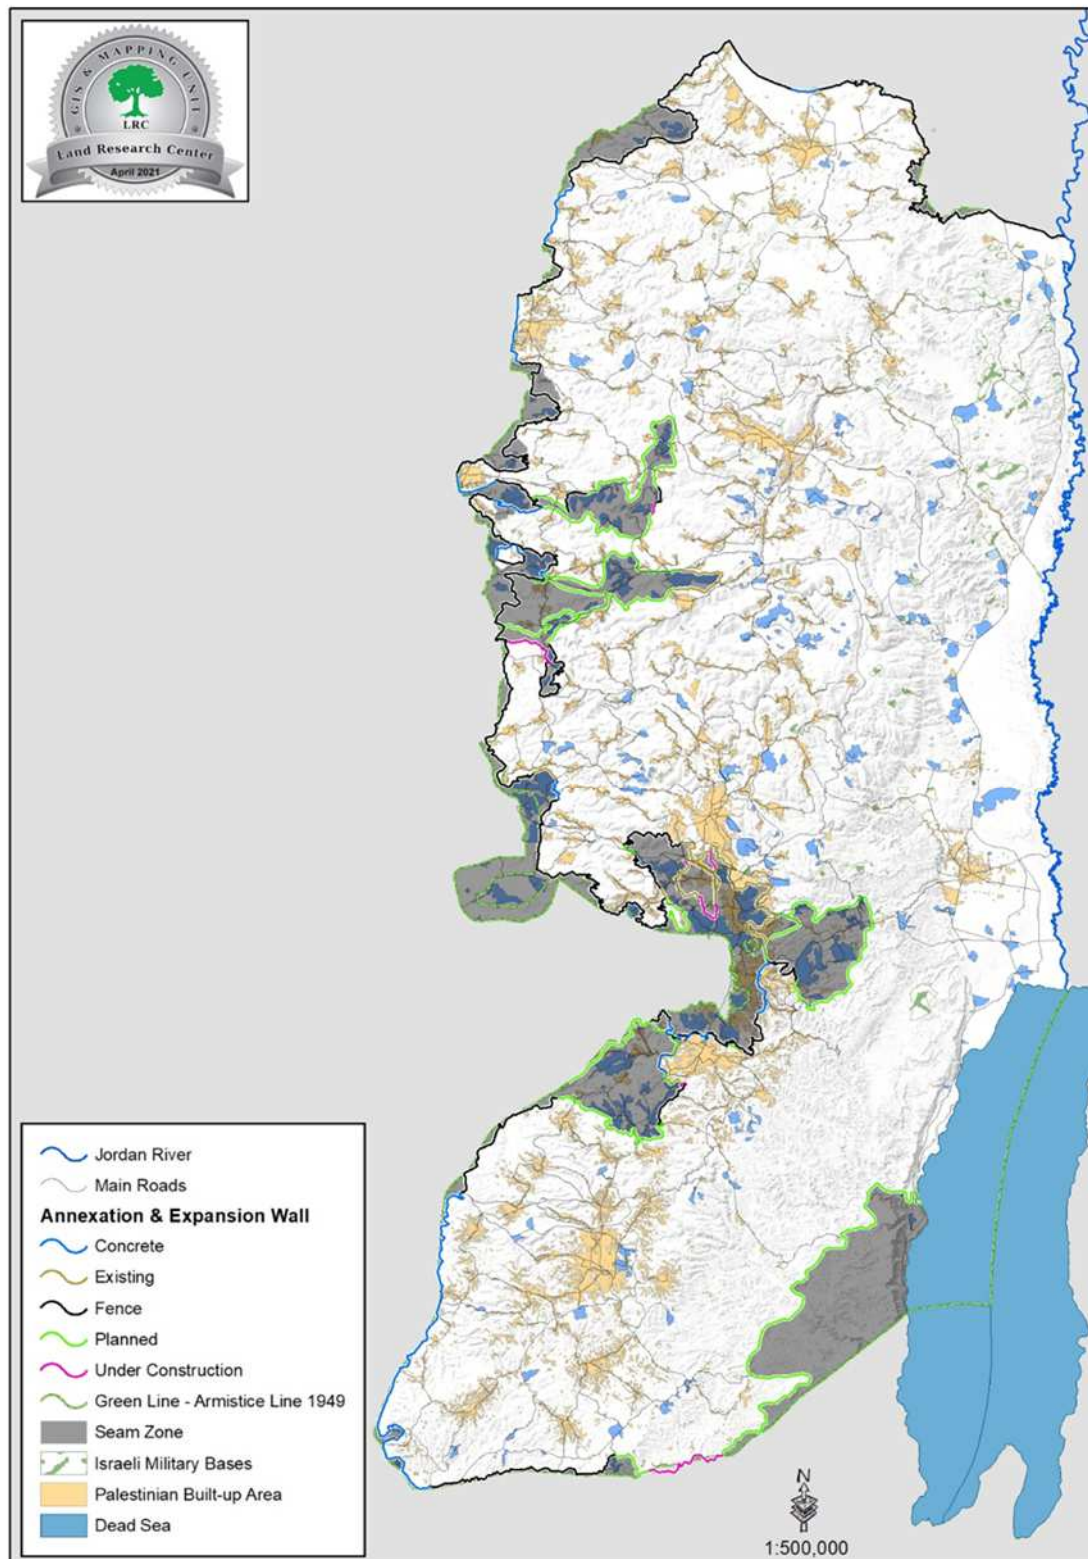 GIS & MAPPING UNIT
LRC
Land Research Center
April 2021
Jordan River
Main Roads
Annexation & Expansion Wall
Concrete
Existing
Fence
Planned
Under Construction
Green Line - Armistice Line 1949
Seam Zone
Israeli Military Bases
Palestinian Built-up Area
Dead Sea
N
1:500,000